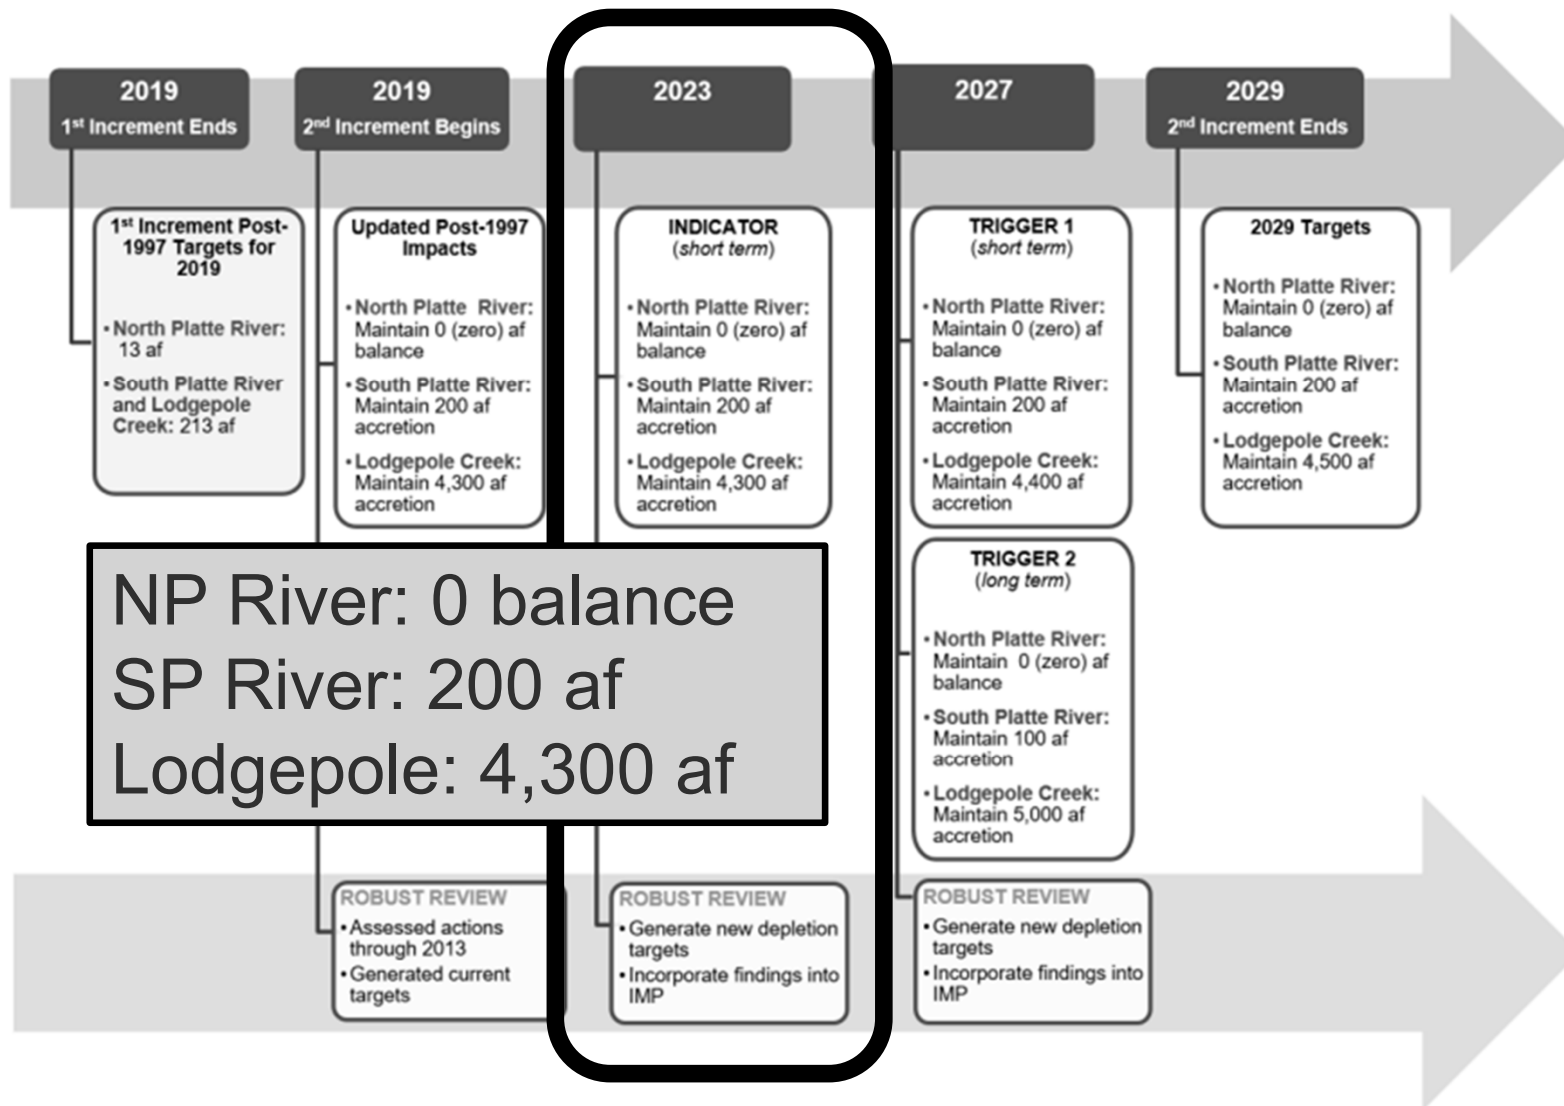 2019
1st Increment Ends
2019
2nd Increment Begins
2023
2027
2029
2nd Increment Ends
1st Increment Post-
1997 Targets for
2019
▪ North Platte River:
13 af
▪ South Platte River
and Lodgepole
Creek: 213 af
Updated Post-1997
Impacts
▪ North Platte River:
Maintain 0 (zero) af
balance
▪ South Platte River:
Maintain 200 af
accretion
▪ Lodgepole Creek:
Maintain 4,300 af
accretion
INDICATOR
(short term)
▪ North Platte River:
Maintain 0 (zero) af
balance
▪ South Platte River:
Maintain 200 af
accretion
▪ Lodgepole Creek:
Maintain 4,300 af
accretion
TRIGGER 1
(short term)
▪ North Platte River:
Maintain 0 (zero) af
balance
▪ South Platte River:
Maintain 200 af
accretion
▪ Lodgepole Creek:
Maintain 4,400 af
accretion
2029 Targets
▪ North Platte River:
Maintain 0 (zero) af
balance
▪ South Platte River:
Maintain 200 af
accretion
▪ Lodgepole Creek:
Maintain 4,500 af
accretion
NP River: 0 balance
SP River: 200 af
Lodgepole: 4,300 af
TRIGGER 2
(long term)
▪ North Platte River:
Maintain 0 (zero) af
balance
▪ South Platte River:
Maintain 100 af
accretion
▪ Lodgepole Creek:
Maintain 5,000 af
accretion
ROBUST REVIEW
▪ Assessed actions
through 2013
▪ Generated current
targets
ROBUST REVIEW
▪ Generate new depletion
targets
▪ Incorporate findings into
IMP
ROBUST REVIEW
▪ Generate new depletion
targets
▪ Incorporate findings into
IMP